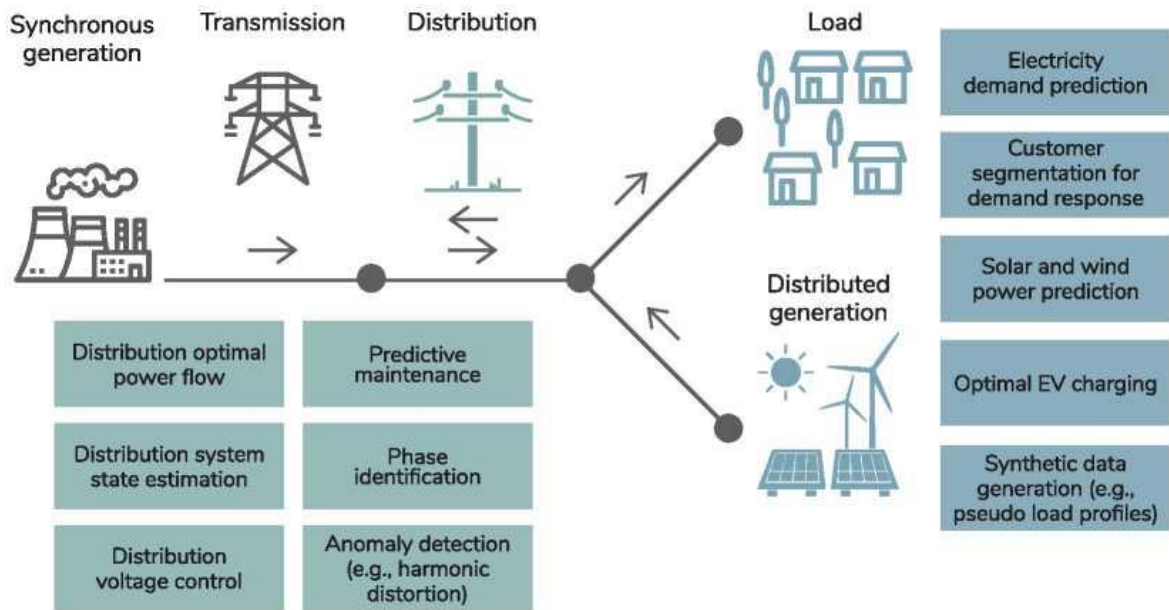 Synchronous
generation
Transmission
Distribution
Load
Distributed
generation
Distribution optimal
power flow
Predictive
maintenance
Distribution system
state estimation
Phase
identification
Distribution
voltage control
Anomaly detection
(e.g., harmonic
distortion)
Electricity
demand prediction
Customer
segmentation for
demand response
Solar and wind
power prediction
Optimal EV charging
Synthetic data
generation (e.g.,
pseudo load profiles)